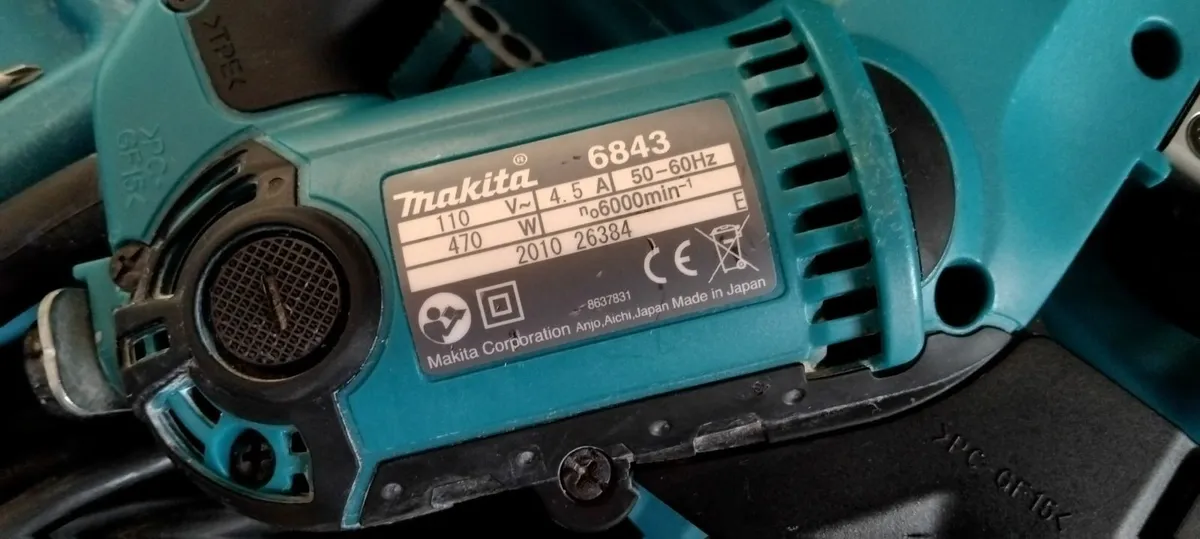 >TPE<
>PC-
GF15<
makita® 6843
110 V~ 4.5 A 50-60Hz
470 W n₀6000min⁻¹
2010 26384 E
CE
-8637831
Makita Corporation Anjo,Aichi,Japan Made in Japan
>PC-GF15<